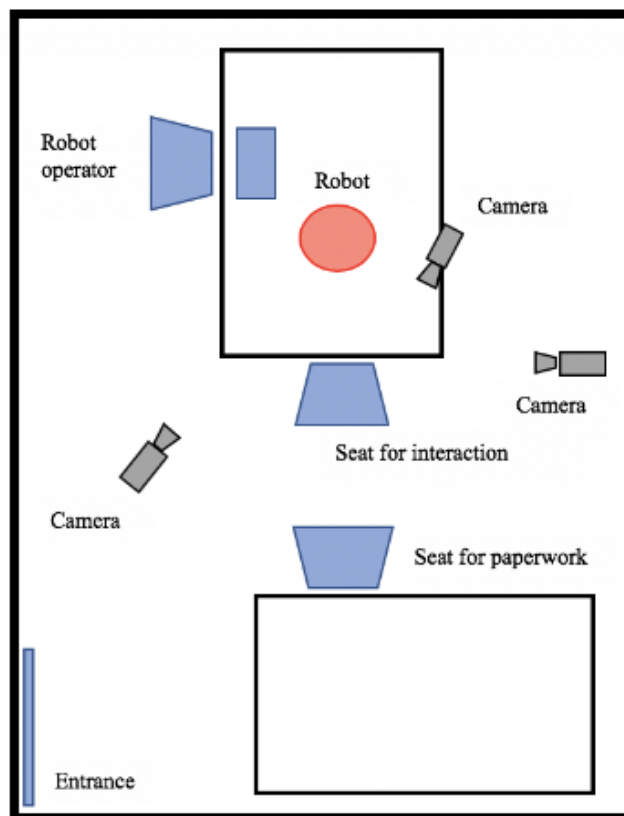 Robot
operator
Robot
Camera
Camera
Seat for interaction
Camera
Seat for paperwork
Entrance